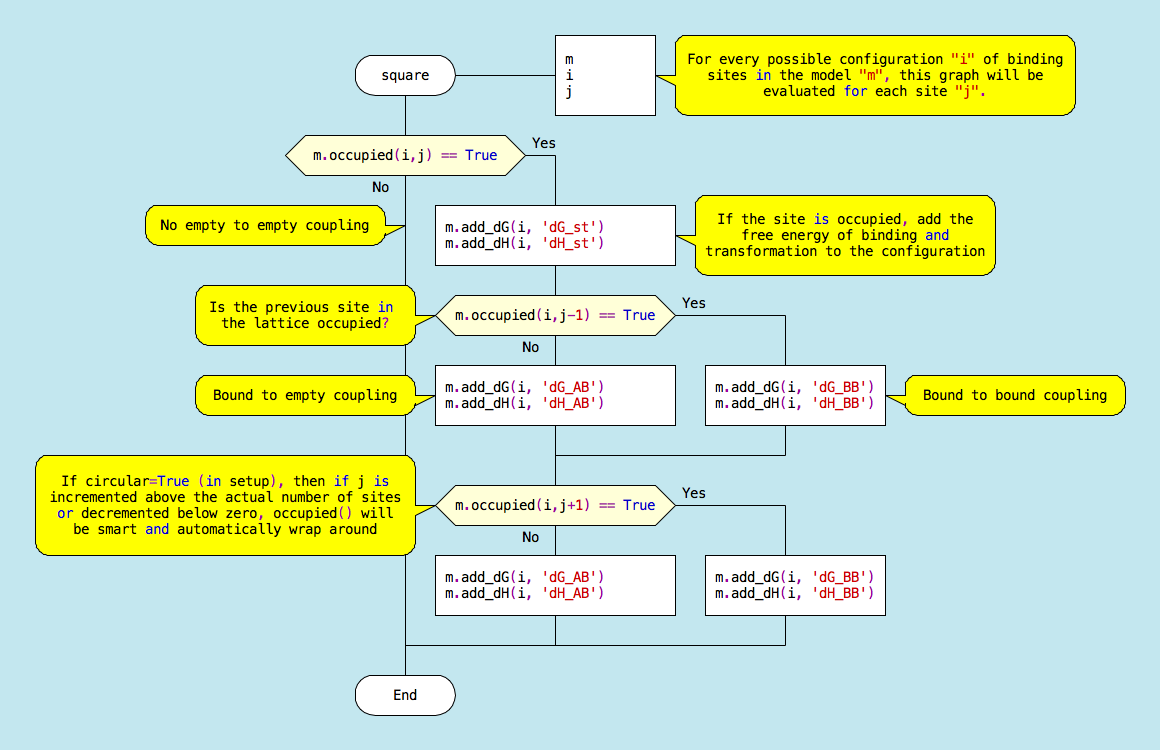 square
m
i
j
For every possible configuration "i" of binding
sites in the model "m", this graph will be
evaluated for each site "j".
m.occupied(i,j) == True
Yes
No
No empty to empty coupling
m.add_dG(i, 'dG_st')
m.add_dH(i, 'dH_st')
If the site is occupied, add the
free energy of binding and
transformation to the configuration
Is the previous site in
the lattice occupied?
m.occupied(i,j-1) == True
Yes
No
Bound to empty coupling
m.add_dG(i, 'dG_AB')
m.add_dH(i, 'dH_AB')
m.add_dG(i, 'dG_BB')
m.add_dH(i, 'dH_BB')
Bound to bound coupling
If circular=True (in setup), then if j is
incremented above the actual number of sites
or decremented below zero, occupied() will
be smart and automatically wrap around
m.occupied(i,j+1) == True
Yes
No
m.add_dG(i, 'dG_AB')
m.add_dH(i, 'dH_AB')
m.add_dG(i, 'dG_BB')
m.add_dH(i, 'dH_BB')
End